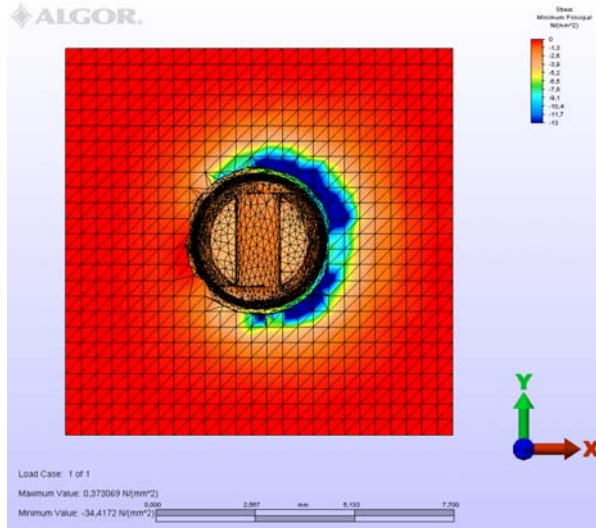 ALGOR.
Stress
Minimum Principal
N/(mm^2)
0
-1,3
-2,6
-3,9
-5,2
-6,5
-7,8
-9,1
-10,4
-11,7
-13
Y
X
Load Case: 1 of 1
Maximum Value: 0,373069 N/(mm^2)
Minimum Value: -34,4172 N/(mm^2)
0,000 2,567 mm 5,133 7,700